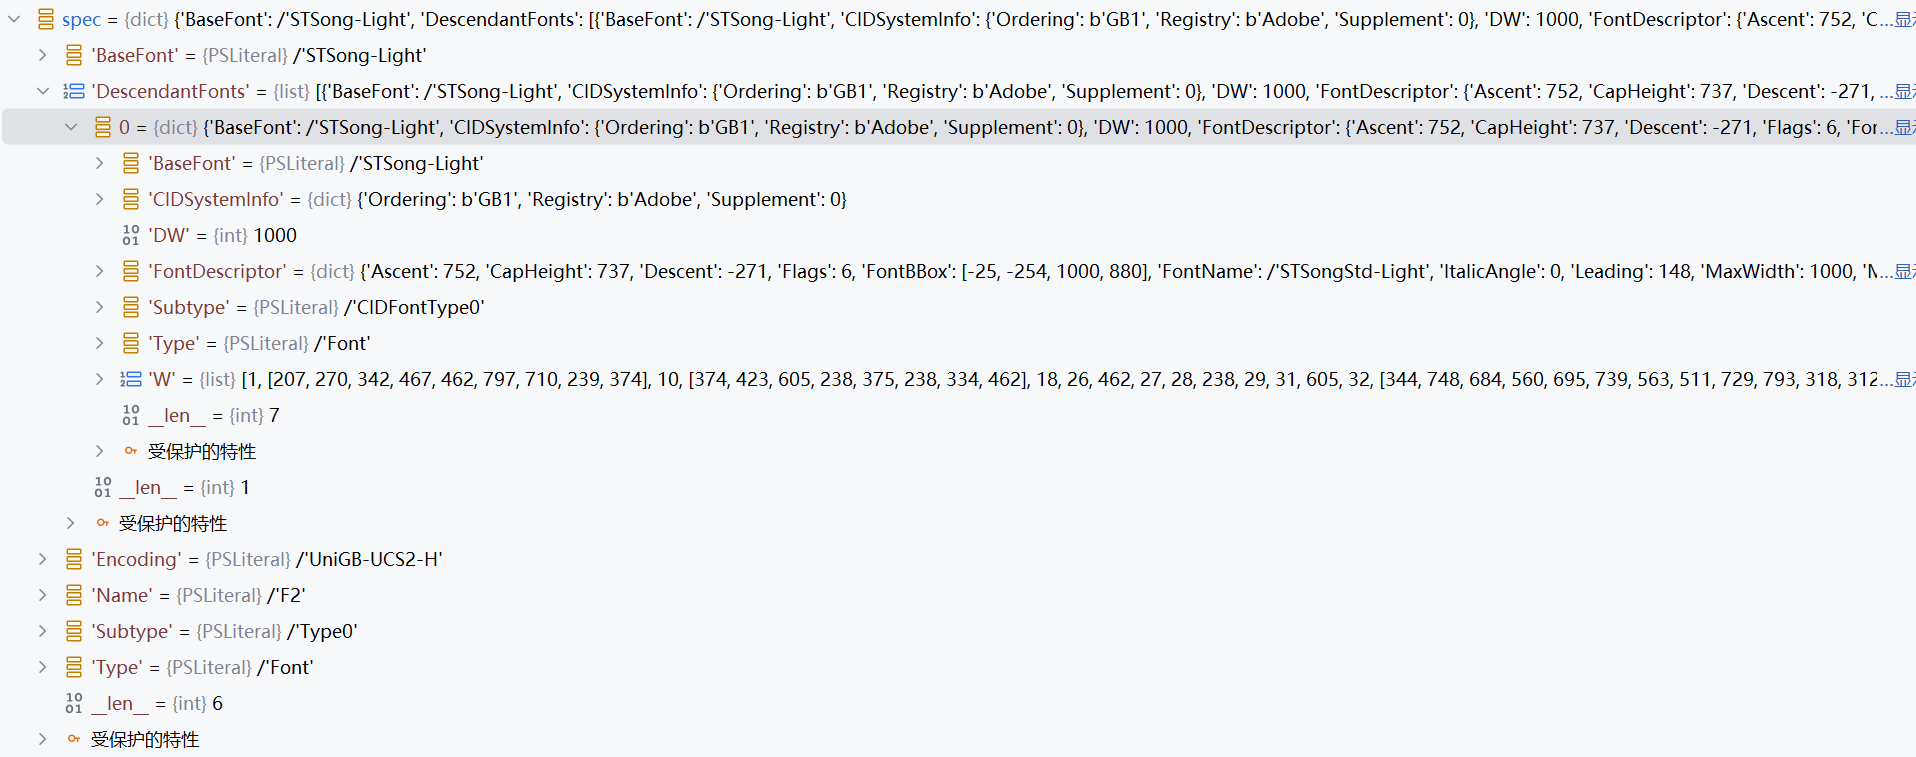 spec = {dict} {'BaseFont': /'STSong-Light', 'DescendantFonts': [{'BaseFont': /'STSong-Light', 'CIDSystemInfo': {'Ordering': b'GB1', 'Registry': b'Adobe', 'Supplement': 0}, 'DW': 1000, 'FontDescriptor': {'Ascent': 752, 'C...显
'BaseFont' = {PSLiteral} /'STSong-Light'
'DescendantFonts' = {list} [{'BaseFont': /'STSong-Light', 'CIDSystemInfo': {'Ordering': b'GB1', 'Registry': b'Adobe', 'Supplement': 0}, 'DW': 1000, 'FontDescriptor': {'Ascent': 752, 'CapHeight': 737, 'Descent': -271, ...显
0 = {dict} {'BaseFont': /'STSong-Light', 'CIDSystemInfo': {'Ordering': b'GB1', 'Registry': b'Adobe', 'Supplement': 0}, 'DW': 1000, 'FontDescriptor': {'Ascent': 752, 'CapHeight': 737, 'Descent': -271, 'Flags': 6, 'For...显
'BaseFont' = {PSLiteral} /'STSong-Light'
'CIDSystemInfo' = {dict} {'Ordering': b'GB1', 'Registry': b'Adobe', 'Supplement': 0}
'DW' = {int} 1000
'FontDescriptor' = {dict} {'Ascent': 752, 'CapHeight': 737, 'Descent': -271, 'Flags': 6, 'FontBBox': [-25, -254, 1000, 880], 'FontName': /'STSongStd-Light', 'ItalicAngle': 0, 'Leading': 148, 'MaxWidth': 1000, '...显
'Subtype' = {PSLiteral} /'CIDFontType0'
'Type' = {PSLiteral} /'Font'
'W' = {list} [1, [207, 270, 342, 467, 462, 797, 710, 239, 374], 10, [374, 423, 605, 238, 375, 238, 334, 462], 18, 26, 462, 27, 28, 238, 29, 31, 605, 32, [344, 748, 684, 560, 695, 739, 563, 511, 729, 793, 318, 312...显
__len__ = {int} 7
受保护的特性
__len__ = {int} 1
受保护的特性
'Encoding' = {PSLiteral} /'UniGB-UCS2-H'
'Name' = {PSLiteral} /'F2'
'Subtype' = {PSLiteral} /'Type0'
'Type' = {PSLiteral} /'Font'
__len__ = {int} 6
受保护的特性